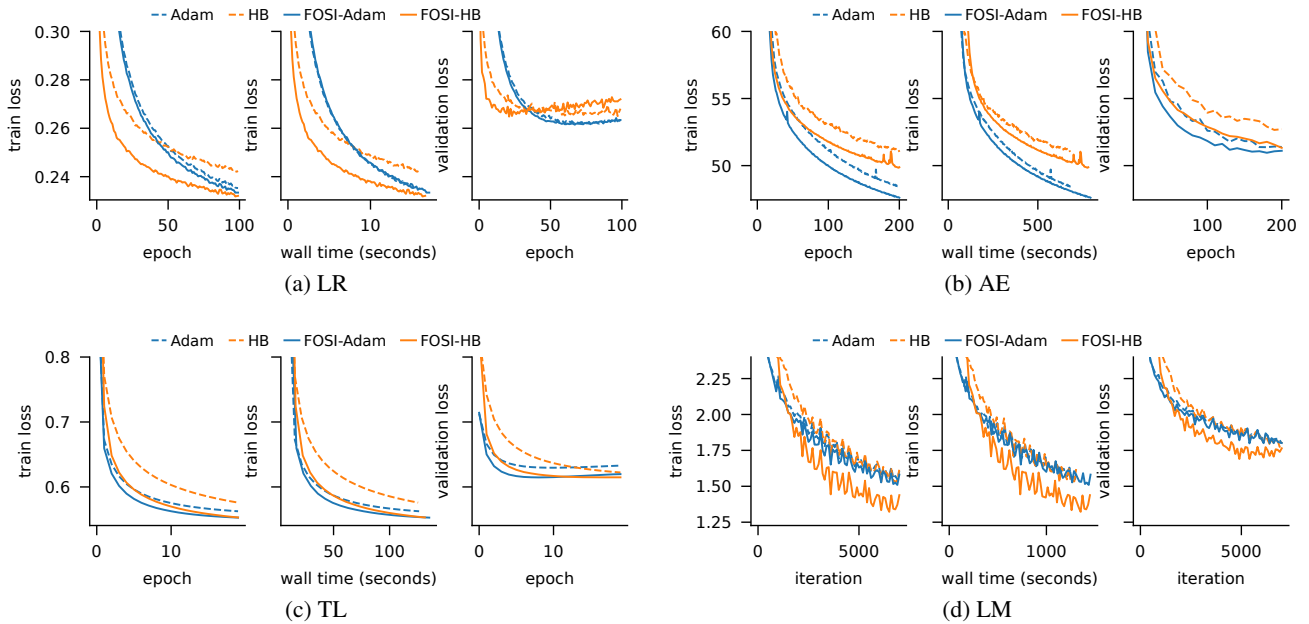 Adam HB FOSI-Adam FOSI-HB
train loss
0.30
0.28
0.26
0.24
0 50 100
epoch
train loss
0 10
wall time (seconds)
validation loss
0 50 100
epoch
(a) LR
Adam HB FOSI-Adam FOSI-HB
train loss
60
55
50
0 100 200
epoch
train loss
0 500
wall time (seconds)
validation loss
100 200
epoch
(b) AE
Adam HB FOSI-Adam FOSI-HB
train loss
0.8
0.7
0.6
0 10
epoch
train loss
50 100
wall time (seconds)
validation loss
0 10
epoch
(c) TL
Adam HB FOSI-Adam FOSI-HB
train loss
2.25
2.00
1.75
1.50
1.25
0 5000
iteration
train loss
0 1000
wall time (seconds)
validation loss
0 5000
iteration
(d) LM